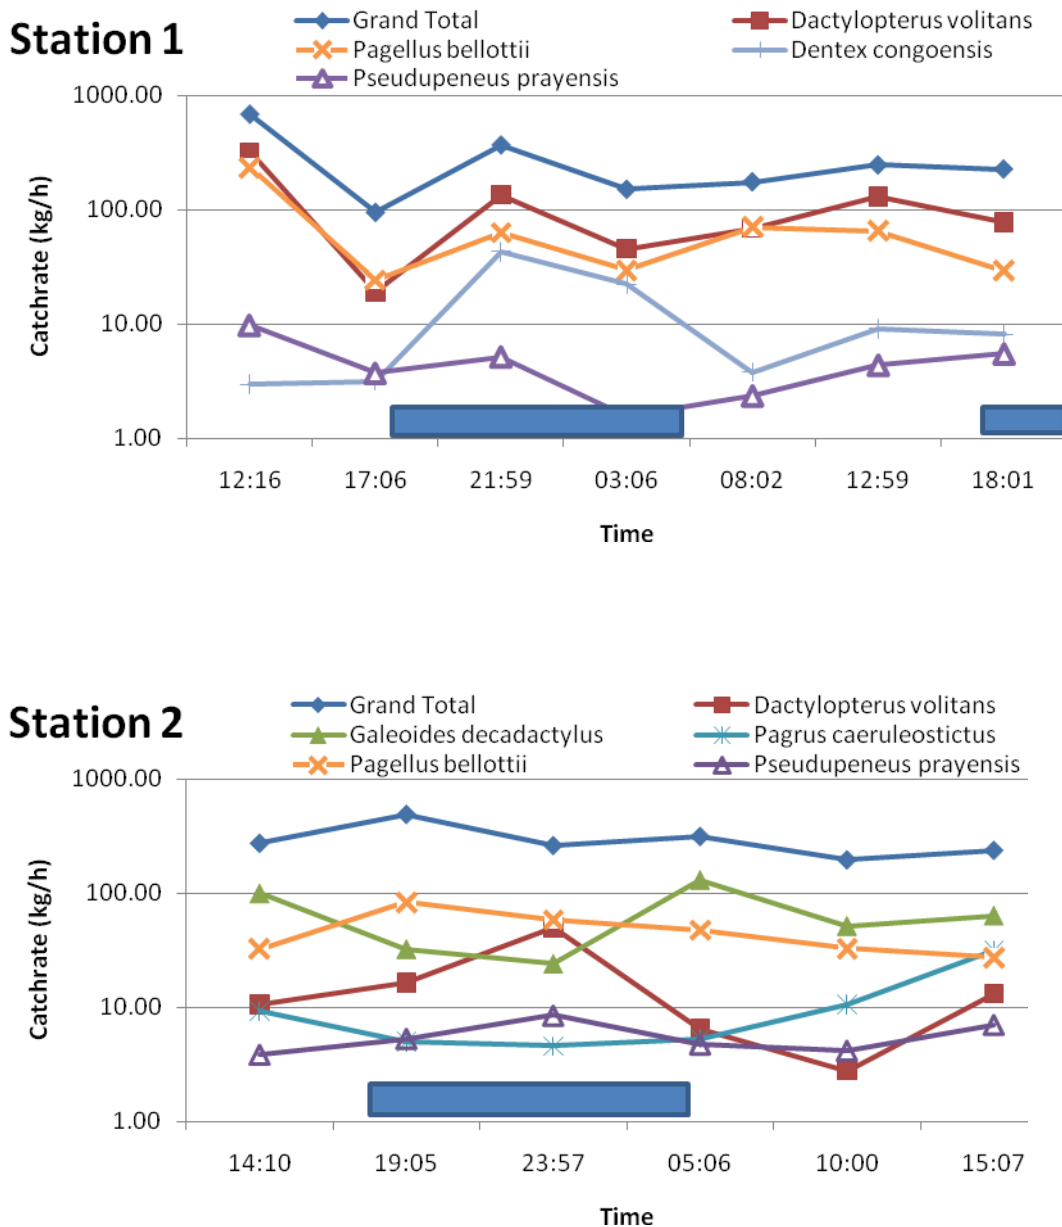 Station 1
Grand Total
Dactylopterus volitans
Pagellus bellottii
Dentex congoensis
Pseudupeneus prayensis
1000.00
100.00
10.00
1.00
Catchrate (kg/h)
12:16 17:06 21:59 03:06 08:02 12:59 18:01
Time
Station 2
Grand Total
Dactylopterus volitans
Galeoides decadactylus
Pagrus caeruleostictus
Pagellus bellottii
Pseudupeneus prayensis
1000.00
100.00
10.00
1.00
Catchrate (kg/h)
14:10 19:05 23:57 05:06 10:00 15:07
Time